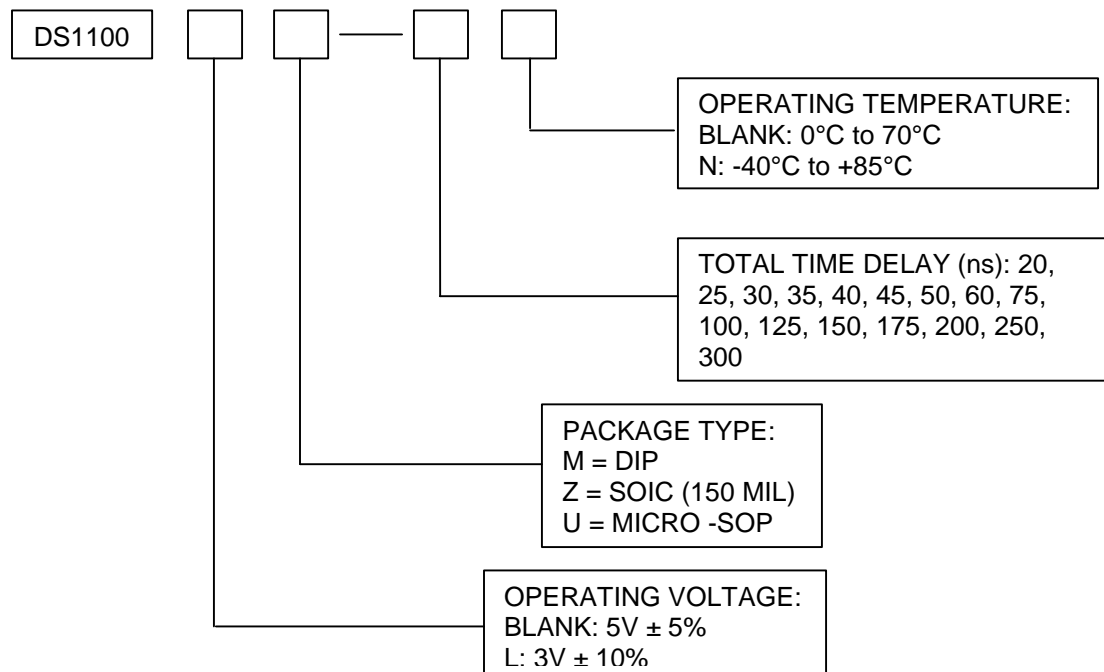 DS1100
OPERATING TEMPERATURE:
BLANK: 0°C to 70°C
N: -40°C to +85°C
TOTAL TIME DELAY (ns): 20,
25, 30, 35, 40, 45, 50, 60, 75,
100, 125, 150, 175, 200, 250,
300
PACKAGE TYPE:
M = DIP
Z = SOIC (150 MIL)
U = MICRO -SOP
OPERATING VOLTAGE:
BLANK: 5V ± 5%
L: 3V ± 10%